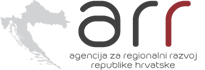 arr
agencija za regionalni razvoj
republike hrvatske